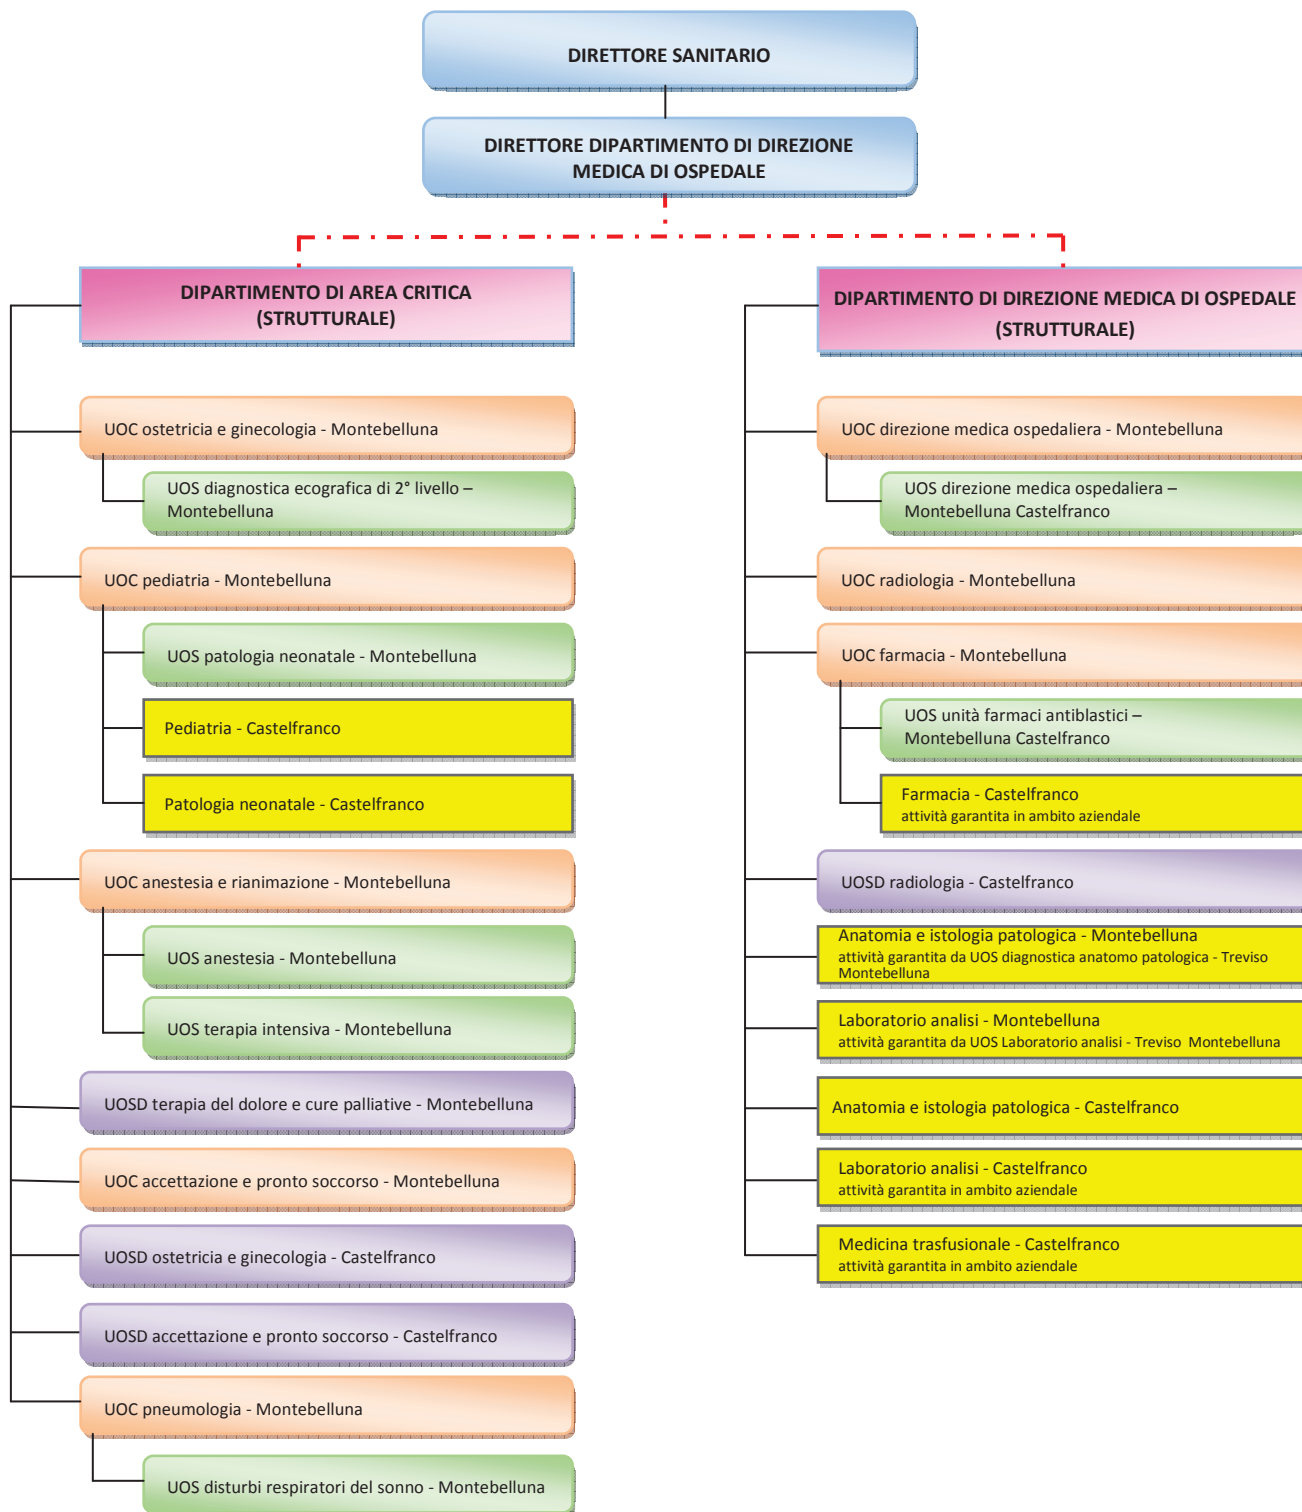 DIRETTORE SANITARIO
DIRETTORE DIPARTIMENTO DI DIREZIONE
MEDICA DI OSPEDALE
DIPARTIMENTO DI AREA CRITICA
(STRUTTURALE)
UOC ostetricia e ginecologia - Montebelluna
UOS diagnostica ecografica di 2° livello –
Montebelluna
UOC pediatria - Montebelluna
UOS patologia neonatale - Montebelluna
Pediatria - Castelfranco
Patologia neonatale - Castelfranco
UOC anestesia e rianimazione - Montebelluna
UOS anestesia - Montebelluna
UOS terapia intensiva - Montebelluna
UOSD terapia del dolore e cure palliative - Montebelluna
UOC accettazione e pronto soccorso - Montebelluna
UOSD ostetricia e ginecologia - Castelfranco
UOSD accettazione e pronto soccorso - Castelfranco
UOC pneumologia - Montebelluna
UOS disturbi respiratori del sonno - Montebelluna
DIPARTIMENTO DI DIREZIONE MEDICA DI OSPEDALE
(STRUTTURALE)
UOC direzione medica ospedaliera - Montebelluna
UOS direzione medica ospedaliera –
Montebelluna Castelfranco
UOC radiologia - Montebelluna
UOC farmacia - Montebelluna
UOS unità farmaci antiblastici –
Montebelluna Castelfranco
Farmacia - Castelfranco
attività garantita in ambito aziendale
UOSD radiologia - Castelfranco
Anatomia e istologia patologica - Montebelluna
attività garantita da UOS diagnostica anatomo patologica - Treviso
Montebelluna
Laboratorio analisi - Montebelluna
attività garantita da UOS Laboratorio analisi - Treviso  Montebelluna
Anatomia e istologia patologica - Castelfranco
Laboratorio analisi - Castelfranco
attività garantita in ambito aziendale
Medicina trasfusionale - Castelfranco
attività garantita in ambito aziendale